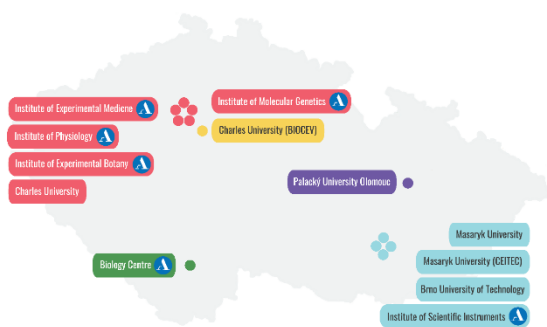 Institute of Experimental Medicine
Institute of Molecular Genetics
Institute of Physiology
Charles University (BIOCEV)
Institute of Experimental Botany
Charles University
Palacký University Olomouc
Masaryk University
Masaryk University (CEITEC)
Biology Centre
Brno University of Technology
Institute of Scientific Instruments